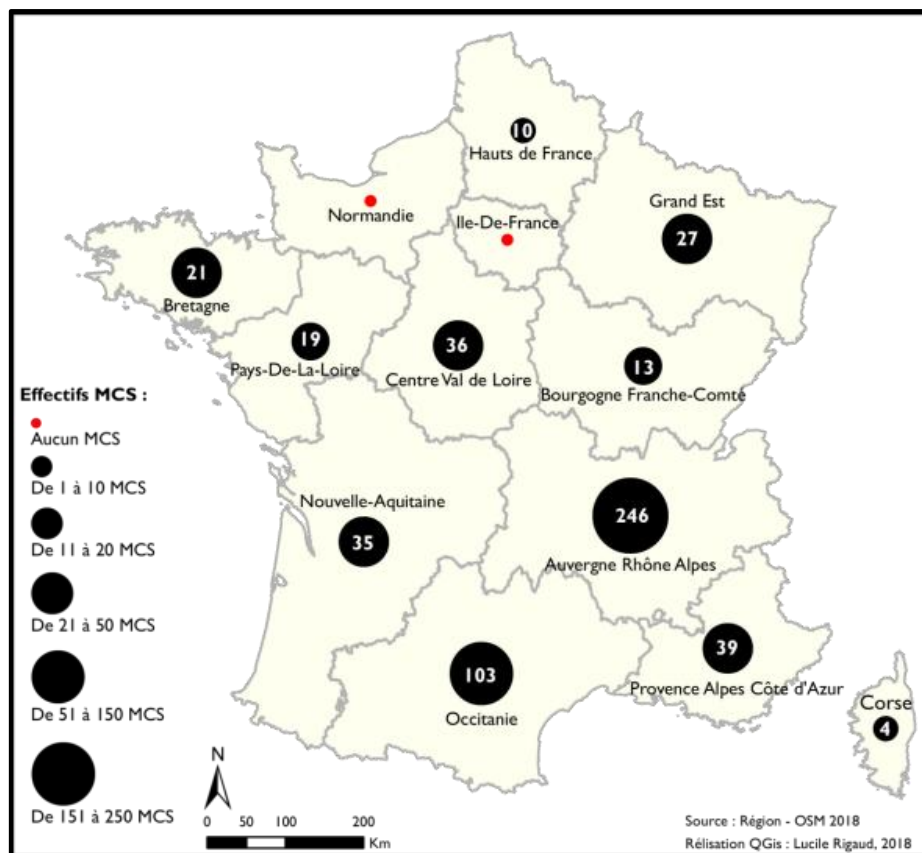 10
Hauts de France
Normandie
Ile-De-France
Grand Est
27
21
Bretagne
19
Pays-De-La-Loire
36
Centre Val de Loire
13
Bourgogne Franche-Comté
Effectifs MCS :
Aucun MCS
De 1 à 10 MCS
De 11 à 20 MCS
De 21 à 50 MCS
De 51 à 150 MCS
De 151 à 250 MCS
Nouvelle-Aquitaine
35
246
Auvergne Rhône Alpes
103
Occitanie
39
Provence Alpes Côte d'Azur
Corse
4
N
0 50 100 200
Km
Source : Région - OSM 2018
Rélisation QGis : Lucile Rigaud, 2018